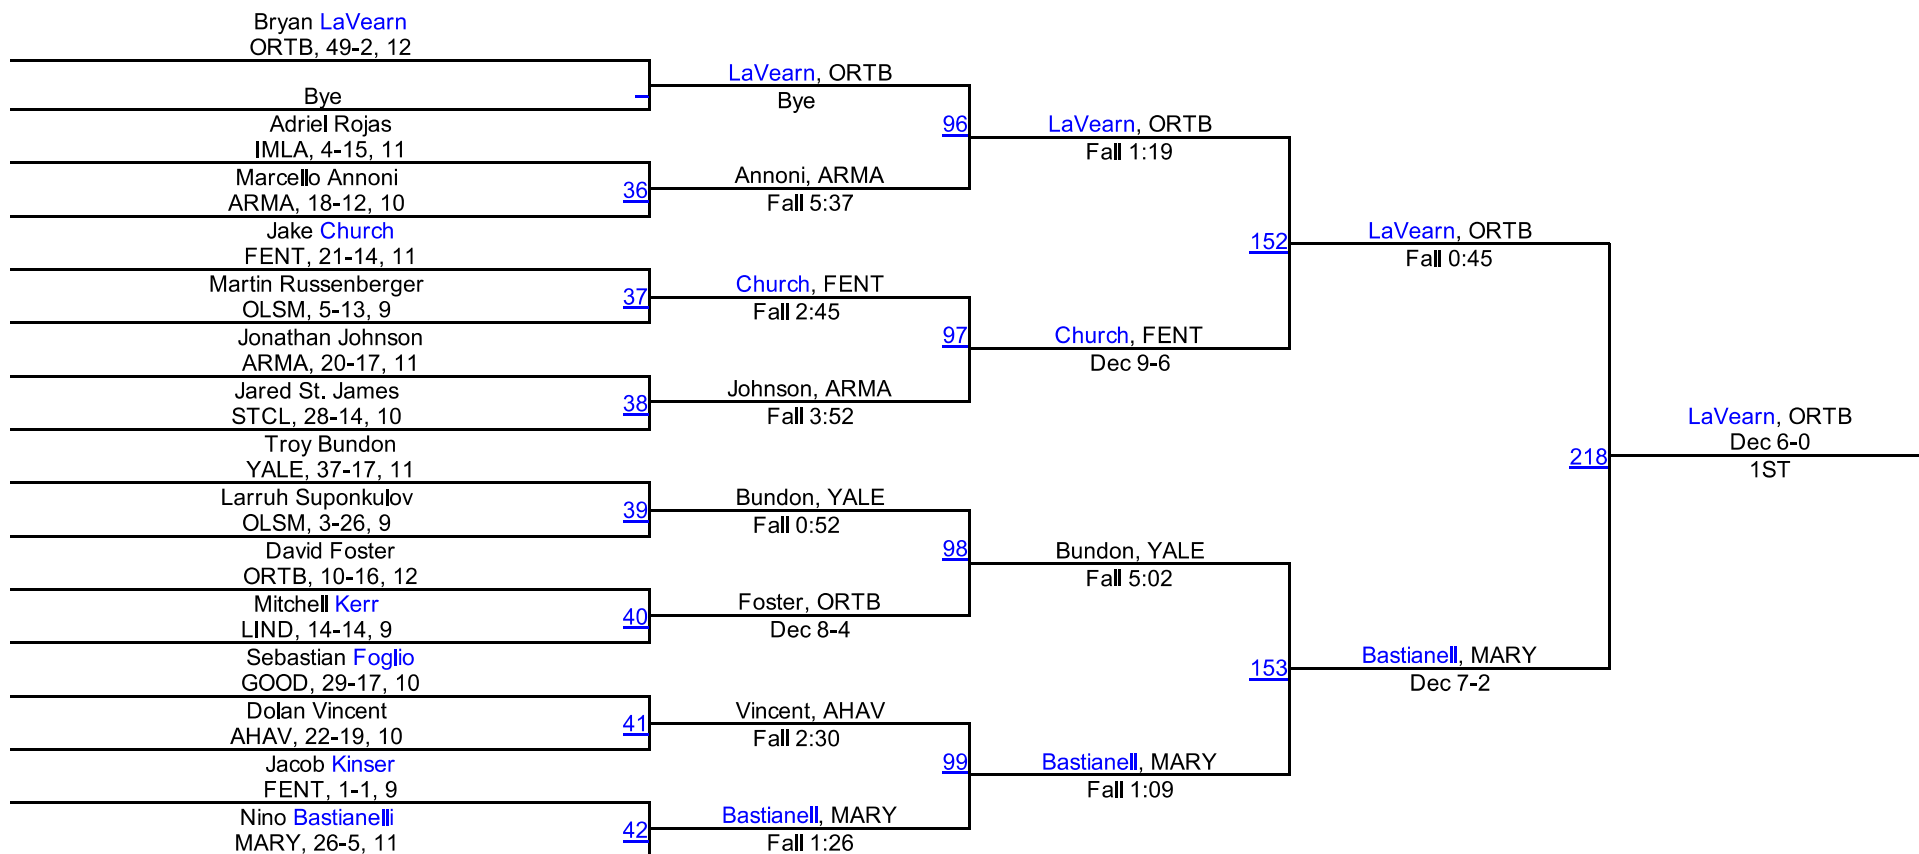 Bryan LaVearn
ORTB, 49-2, 12
Bye
Adriel Rojas
IMLA, 4-15, 11
Marcello Annoni
ARMA, 18-12, 10
Jake Church
FENT, 21-14, 11
Martin Russenberger
OLSM, 5-13, 9
Jonathan Johnson
ARMA, 20-17, 11
Jared St. James
STCL, 28-14, 10
Troy Bundon
YALE, 37-17, 11
Larruh Suponkulov
OLSM, 3-26, 9
David Foster
ORTB, 10-16, 12
Mitchell Kerr
LIND, 14-14, 9
Sebastian Foglio
GOOD, 29-17, 10
Dolan Vincent
AHAV, 22-19, 10
Jacob Kinser
FENT, 1-1, 9
Nino Bastianelli
MARY, 26-5, 11
36
37
38
39
40
41
42
LaVearn, ORTB
Bye
Annoni, ARMA
Fall 5:37
Church, FENT
Fall 2:45
Johnson, ARMA
Fall 3:52
Bundon, YALE
Fall 0:52
Foster, ORTB
Dec 8-4
Vincent, AHAV
Fall 2:30
Bastianell, MARY
Fall 1:26
96
97
98
99
LaVearn, ORTB
Fall 1:19
Church, FENT
Dec 9-6
Bundon, YALE
Fall 5:02
Bastianell, MARY
Fall 1:09
152
153
LaVearn, ORTB
Fall 0:45
Bastianell, MARY
Dec 7-2
218
LaVearn, ORTB
Dec 6-0
1ST